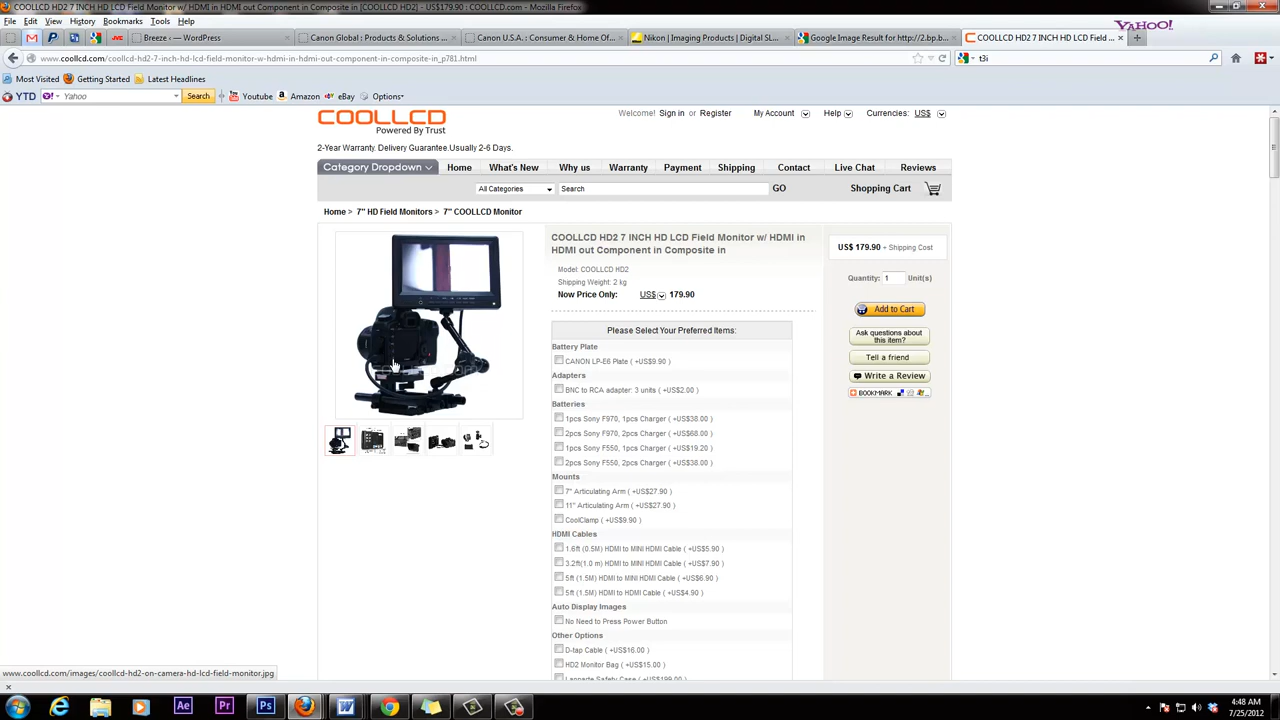 COOLLCD HD2 7 INCH HD LCD Field Monitor w/ HDMI in HDMI out Component in Composite in [COOLLCD HD2] - US$179.90 : COOLLCD.com - Mozilla Firefox
File Edit View History Bookmarks Tools Help
YAHOO!
Breeze ‹ — WordPress
Canon Global : Products & Solutions ...
Canon U.S.A. : Consumer & Home Of...
Nikon | Imaging Products | Digital SL...
Google Image Result for http://2.bp.b...
COOLLCD HD2 7 INCH HD LCD Field ...
www.coollcd.com/coollcd-hd2-7-inch-hd-lcd-field-monitor-w-hdmi-in-hdmi-out-component-in-composite-in_p781.html
t3i
Most Visited Getting Started Latest Headlines
YTD Yahoo Search Youtube Amazon eBay Options
COOLLCD
Powered By Trust
Welcome! Sign in or Register My Account Help Currencies: US$
2-Year Warranty. Delivery Guarantee.Usually 2-6 Days.
Category Dropdown Home What's New Why us Warranty Payment Shipping Contact Live Chat Reviews
All Categories Search GO Shopping Cart
Home > 7" HD Field Monitors > 7" COOLLCD Monitor
COOLLCD HD2 7 INCH HD LCD Field Monitor w/ HDMI in
HDMI out Component in Composite in
Model: COOLLCD HD2
Shipping Weight: 2 kg
Now Price Only: US$ 179.90
US$ 179.90 + Shipping Cost
Quantity: 1 Unit(s)
Add to Cart
Ask questions about
this item?
Tell a friend
Write a Review
BOOKMARK
Please Select Your Preferred Items:
Battery Plate
CANON LP-E6 Plate ( +US$9.90 )
Adapters
BNC to RCA adapter: 3 units ( +US$2.00 )
Batteries
1pcs Sony F970, 1pcs Charger ( +US$38.00 )
2pcs Sony F970, 2pcs Charger ( +US$68.00 )
1pcs Sony F550, 1pcs Charger ( +US$19.20 )
2pcs Sony F550, 2pcs Charger ( +US$38.00 )
Mounts
7" Articulating Arm ( +US$27.90 )
11" Articulating Arm ( +US$27.90 )
CoolClamp ( +US$9.90 )
HDMI Cables
1.6ft (0.5M) HDMI to MINI HDMI Cable ( +US$5.90 )
3.2ft(1.0 m) HDMI to MINI HDMI Cable ( +US$7.90 )
5ft (1.5M) HDMI to MINI HDMI Cable ( +US$6.90 )
5ft (1.5M) HDMI to HDMI Cable ( +US$4.90 )
Auto Display Images
No Need to Press Power Button
Other Options
D-tap Cable ( +US$16.00 )
HD2 Monitor Bag ( +US$15.00 )
www.coollcd.com/images/coollcd-hd2-on-camera-hd-lcd-field-monitor.jpg
Ae Pr Ps
4:48 AM
7/25/2012